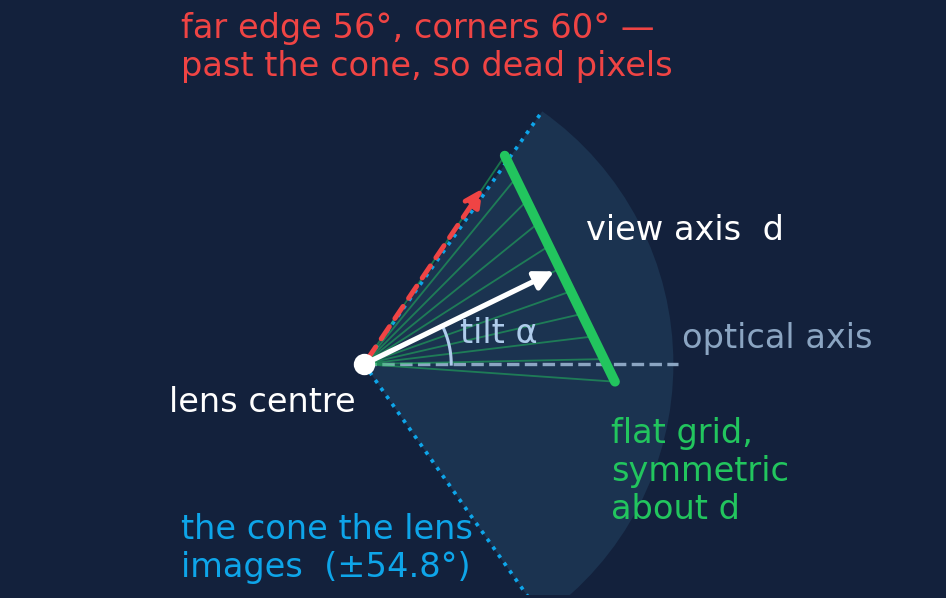 far edge 56°, corners 60° —
past the cone, so dead pixels
view axis  d
tilt α
optical axis
lens centre
flat grid,
symmetric
about d
the cone the lens
images  (±54.8°)